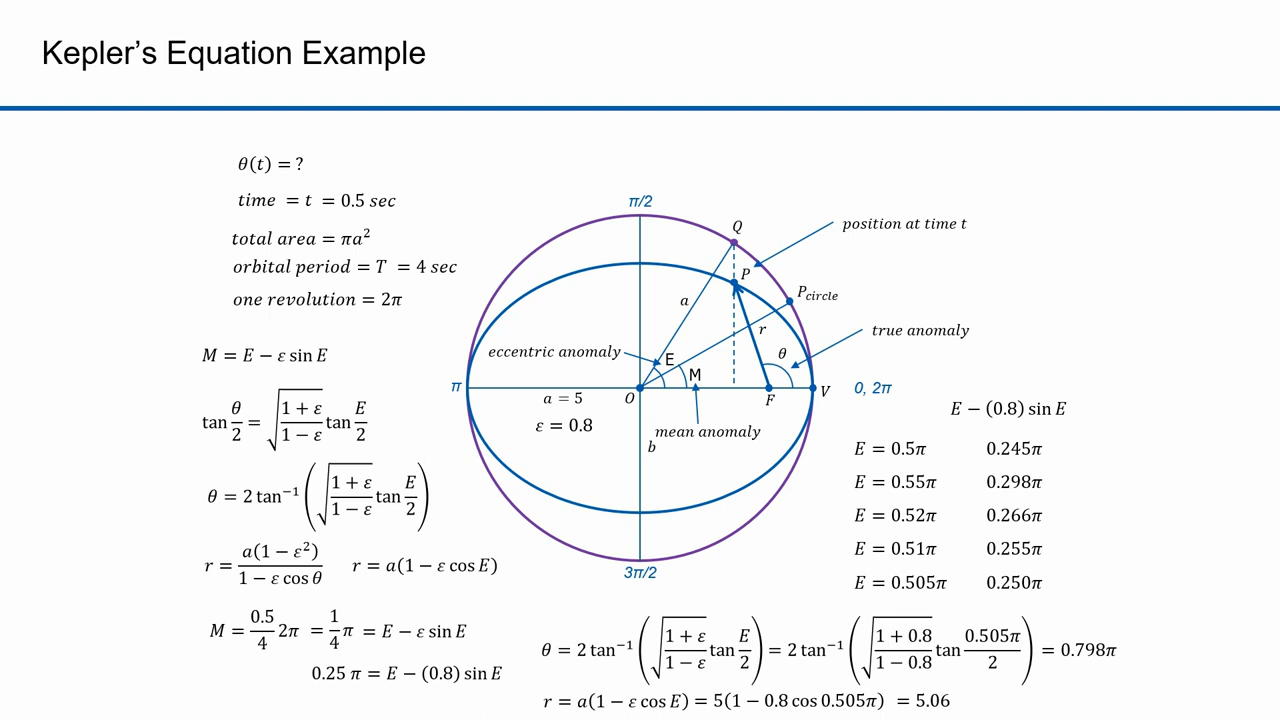 Kepler's Equation Example
θ(t) = ?
time = t = 0.5 sec
total area = πa²
orbital period = T = 4 sec
one revolution = 2π
M = E − ε sin E
tan θ/2 = √((1 + ε)/(1 − ε)) tan E/2
θ = 2 tan⁻¹ (√((1 + ε)/(1 − ε)) tan E/2)
r = a(1 − ε²)/(1 − ε cos θ) r = a(1 − ε cos E)
M = 0.5/4 2π = 1/4 π = E − ε sin E
0.25 π = E − (0.8) sin E
π/2
Q
position at time t
P
P circle
a
r
true anomaly
eccentric anomaly
E
θ
M
π
O
F
V
0, 2π
a = 5
ε = 0.8
mean anomaly
b
3π/2
E − (0.8) sin E
E = 0.5π 0.245π
E = 0.55π 0.298π
E = 0.52π 0.266π
E = 0.51π 0.255π
E = 0.505π 0.250π
θ = 2 tan⁻¹ (√((1 + ε)/(1 − ε)) tan E/2) = 2 tan⁻¹ (√((1 + 0.8)/(1 − 0.8)) tan 0.505π/2) = 0.798π
r = a(1 − ε cos E) = 5(1 − 0.8 cos 0.505π) = 5.06